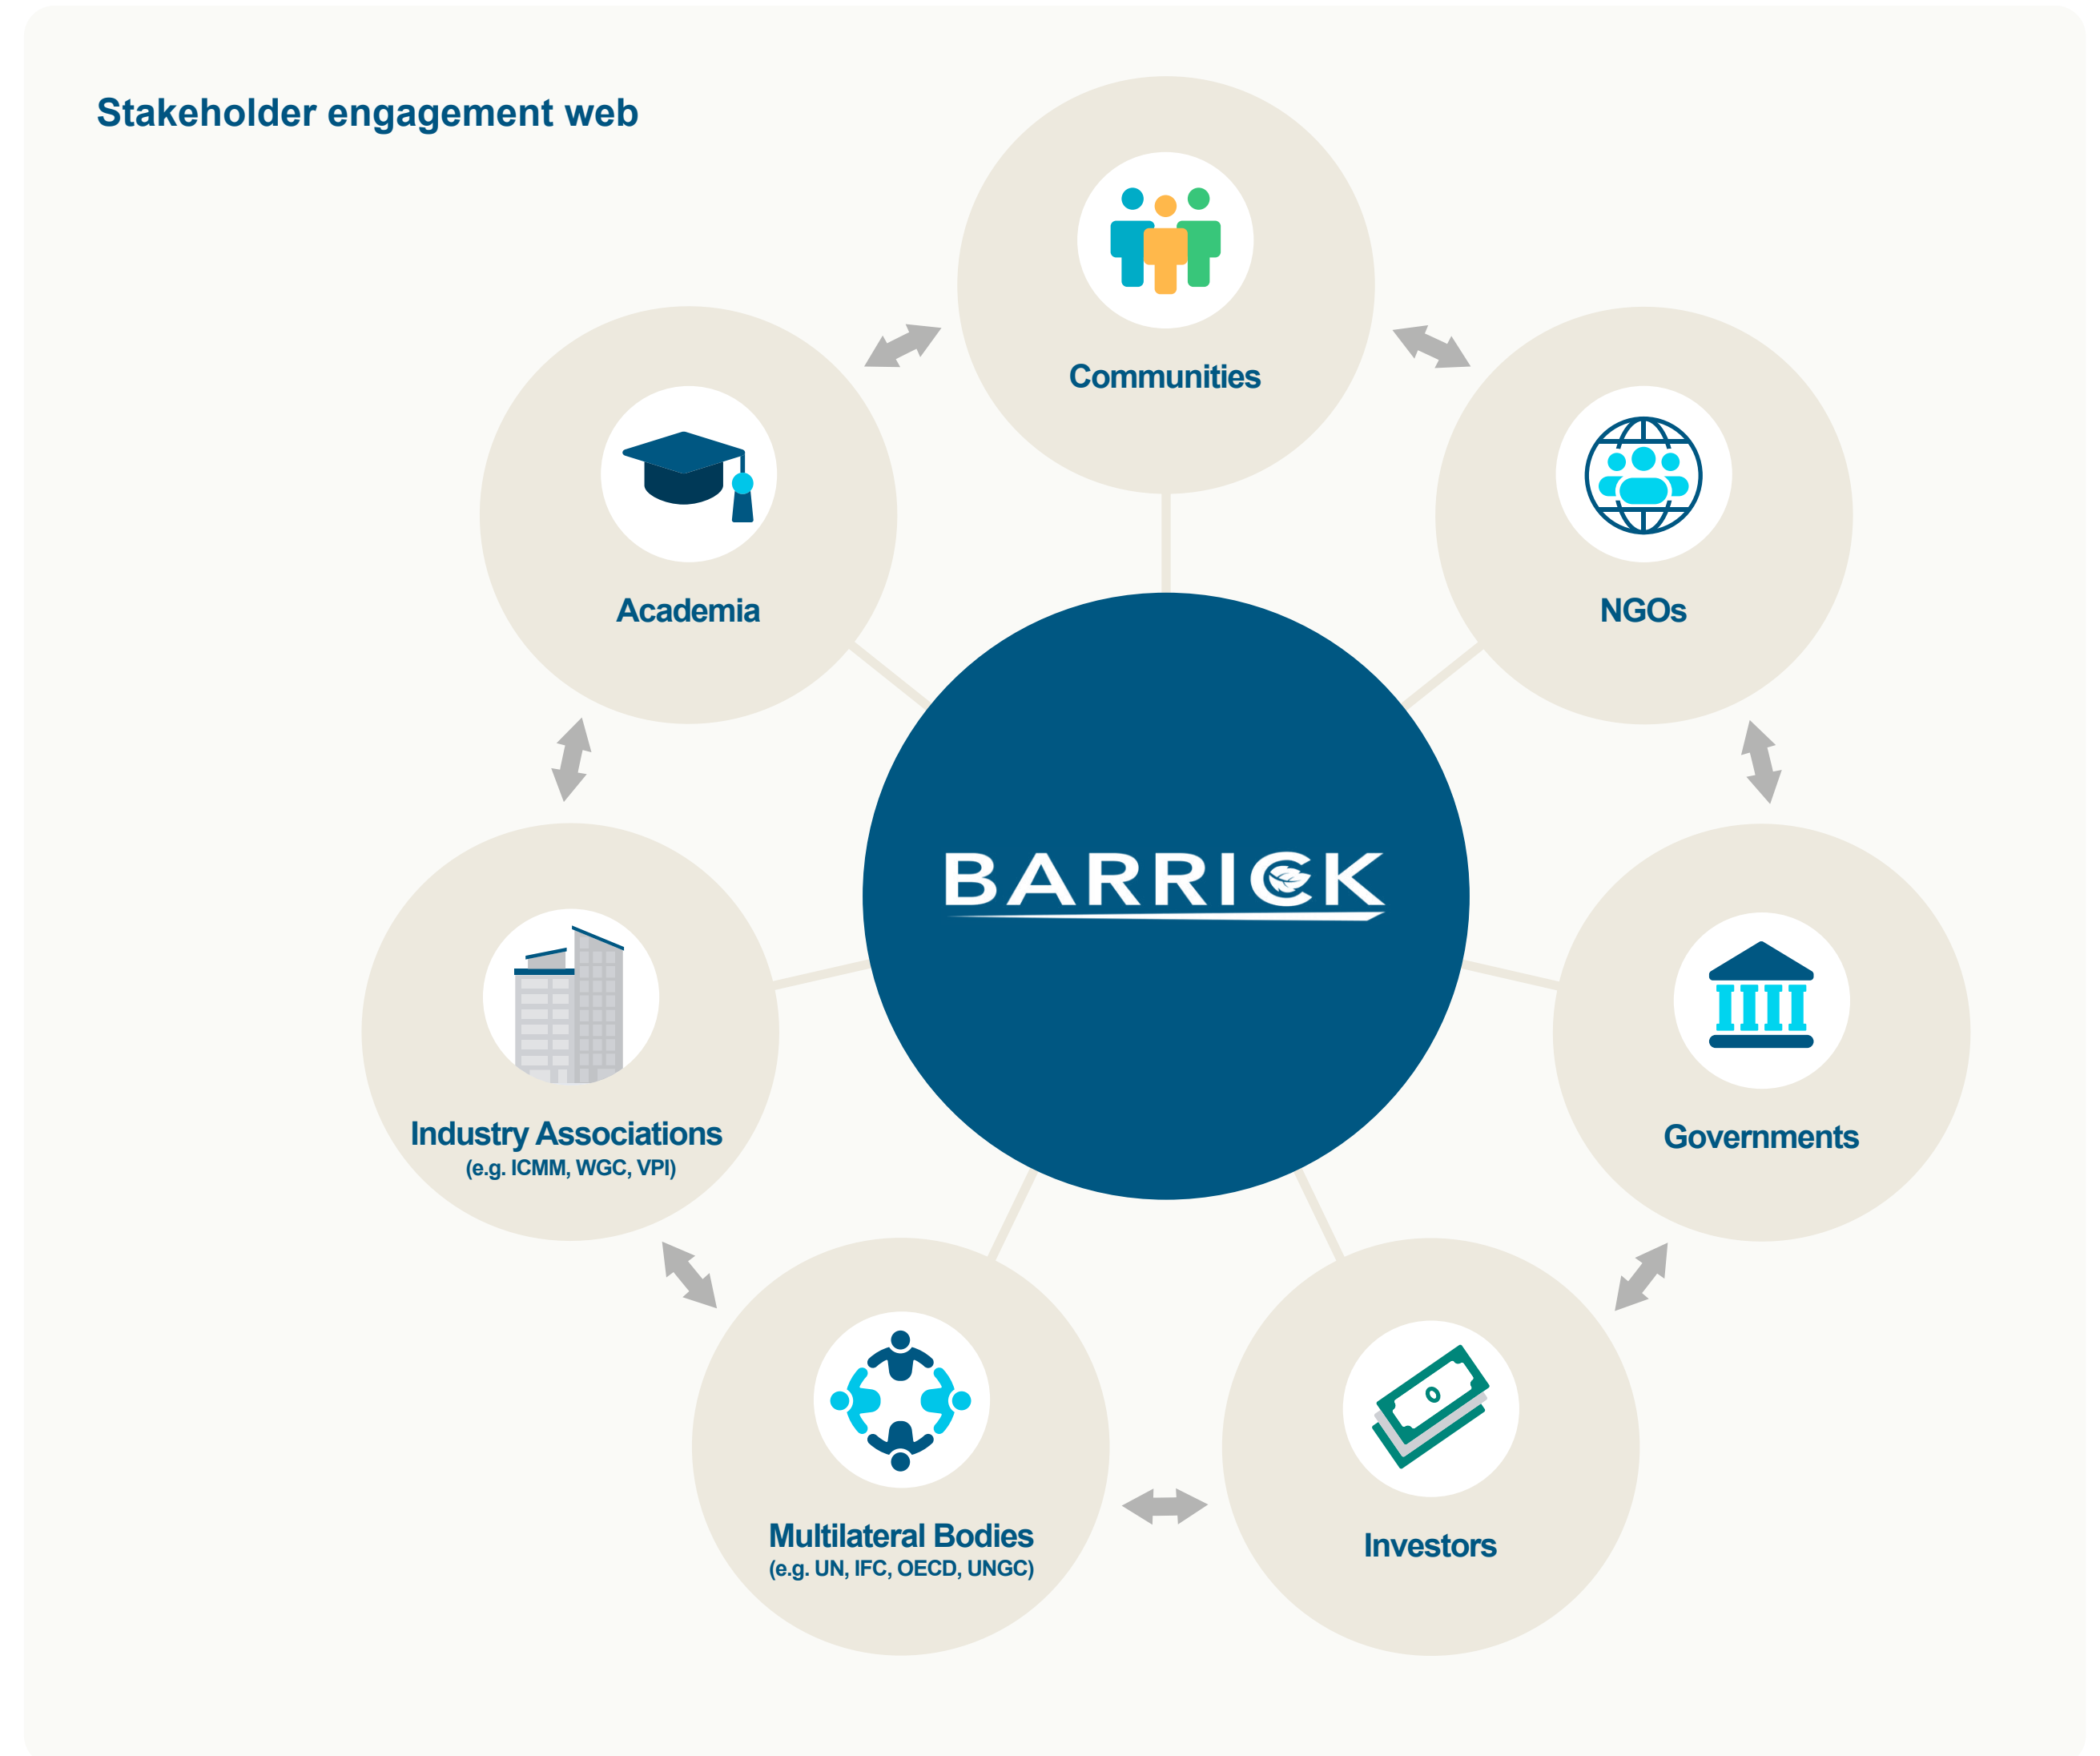 Stakeholder engagement web
Communities
Academia
NGOs
BARRICK
Industry Associations
(e.g. ICMM, WGC, VPI)
Governments
Multilateral Bodies
(e.g. UN, IFC, OECD, UNGC)
Investors